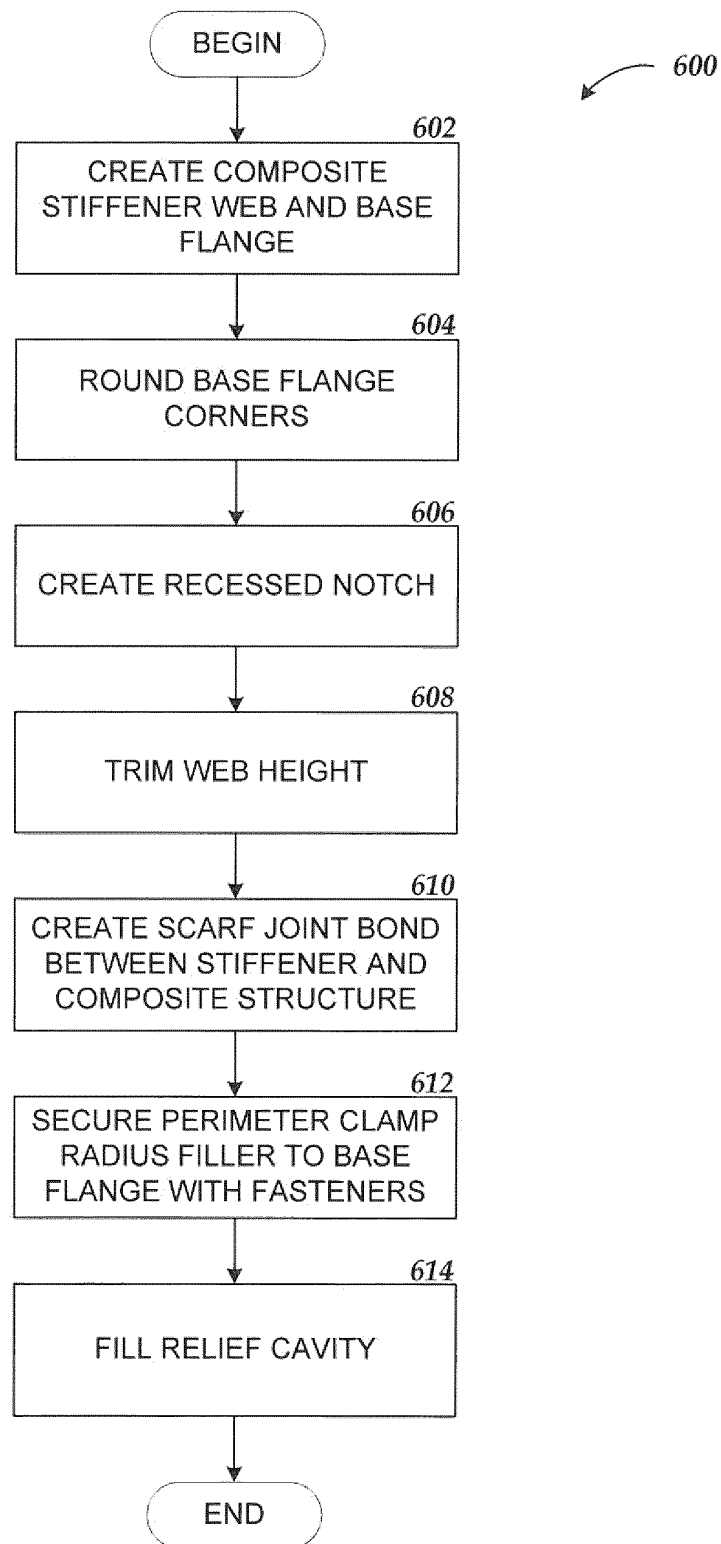 BEGIN
600
602
CREATE COMPOSITE
STIFFENER WEB AND BASE
FLANGE
604
ROUND BASE FLANGE
CORNERS
606
CREATE RECESSED NOTCH
608
TRIM WEB HEIGHT
610
CREATE SCARF JOINT BOND
BETWEEN STIFFENER AND
COMPOSITE STRUCTURE
612
SECURE PERIMETER CLAMP
RADIUS FILLER TO BASE
FLANGE WITH FASTENERS
614
FILL RELIEF CAVITY
END